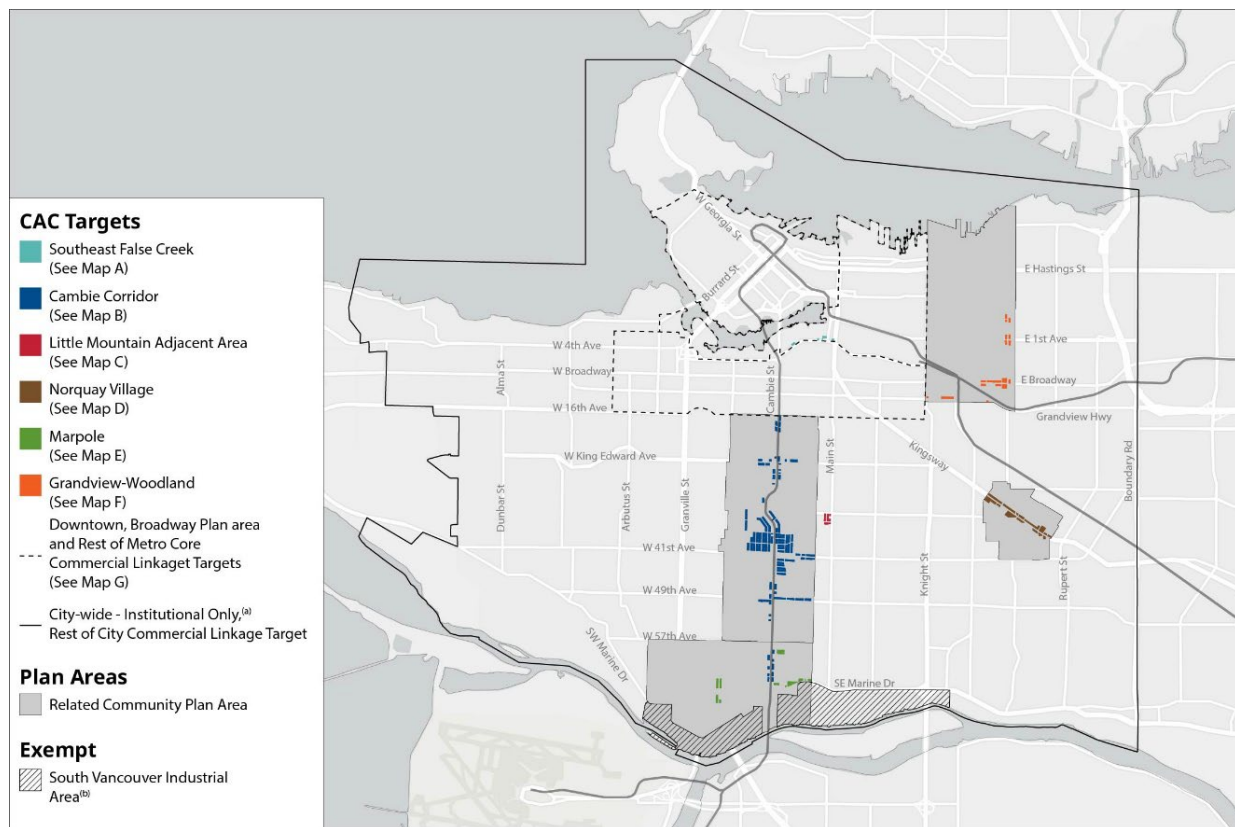 CAC Targets
Southeast False Creek
(See Map A)
Cambie Corridor
(See Map B)
Little Mountain Adjacent Area
(See Map C)
Norquay Village
(See Map D)
Marpole
(See Map E)
Grandview-Woodland
(See Map F)
Downtown, Broadway Plan area
and Rest of Metro Core
Commercial Linkaget Targets
(See Map G)
City-wide - Institutional Only,(a)
Rest of City Commercial Linkage Target
Plan Areas
Related Community Plan Area
Exempt
South Vancouver Industrial
Area(b)
W Georgia St
Burrard St
E Hastings St
W 4th Ave
E 1st Ave
Alma St
W Broadway
Cambie St
E Broadway
W 16th Ave
Grandview Hwy
W King Edward Ave
Main St
Kingsway
Boundary Rd
Dunbar St
Arbutus St
Granville St
W 41st Ave
Knight St
Rupert St
W 49th Ave
W 57th Ave
SW Marine Dr
SE Marine Dr